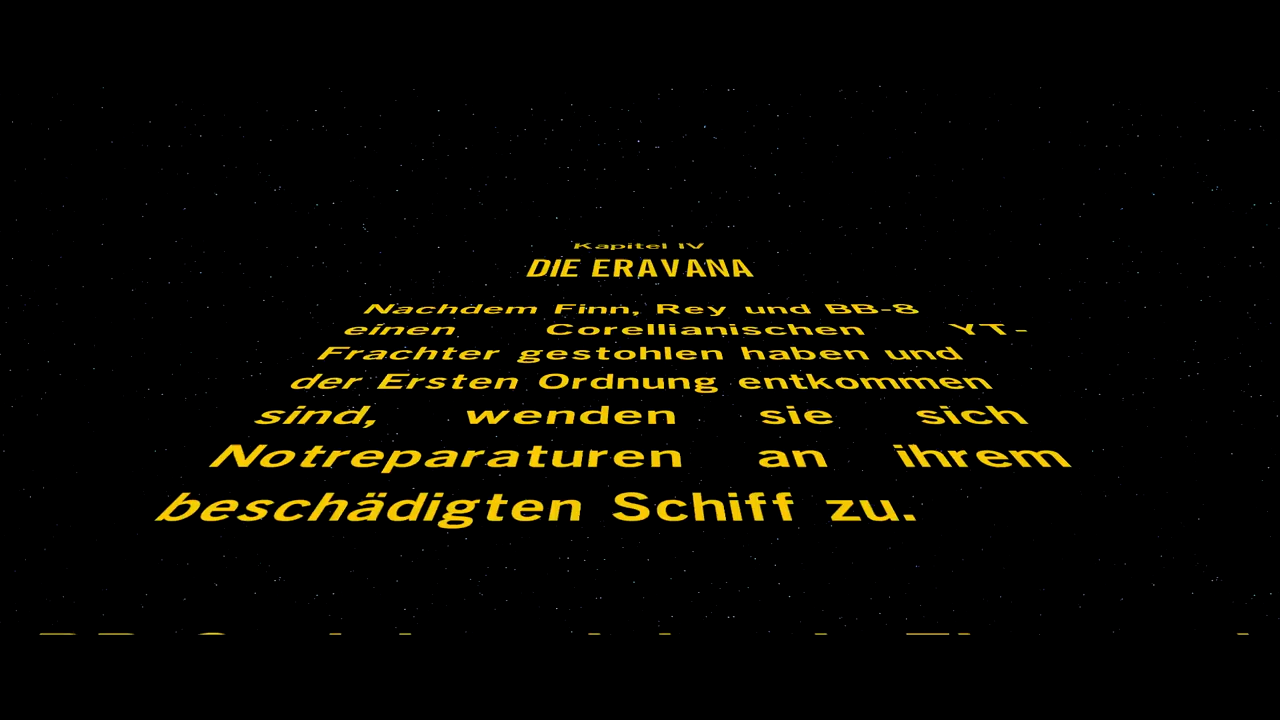 Kapitel IV
DIE ERAVANA
Nachdem Finn, Rey und BB-8
einen Corellianischen YT-
Frachter gestohlen haben und
der Ersten Ordnung entkommen
sind, wenden sie sich
Notreparaturen an ihrem
beschädigten Schiff zu.